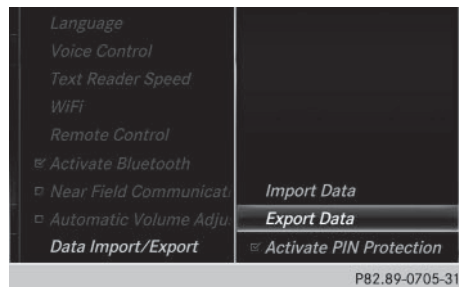 Language
Voice Control
Text Reader Speed
WiFi
Remote Control
Activate Bluetooth
Near Field Communicati
Automatic Volume Adju
Data Import/Export
Import Data
Export Data
Activate PIN Protection
P82.89-0705-31